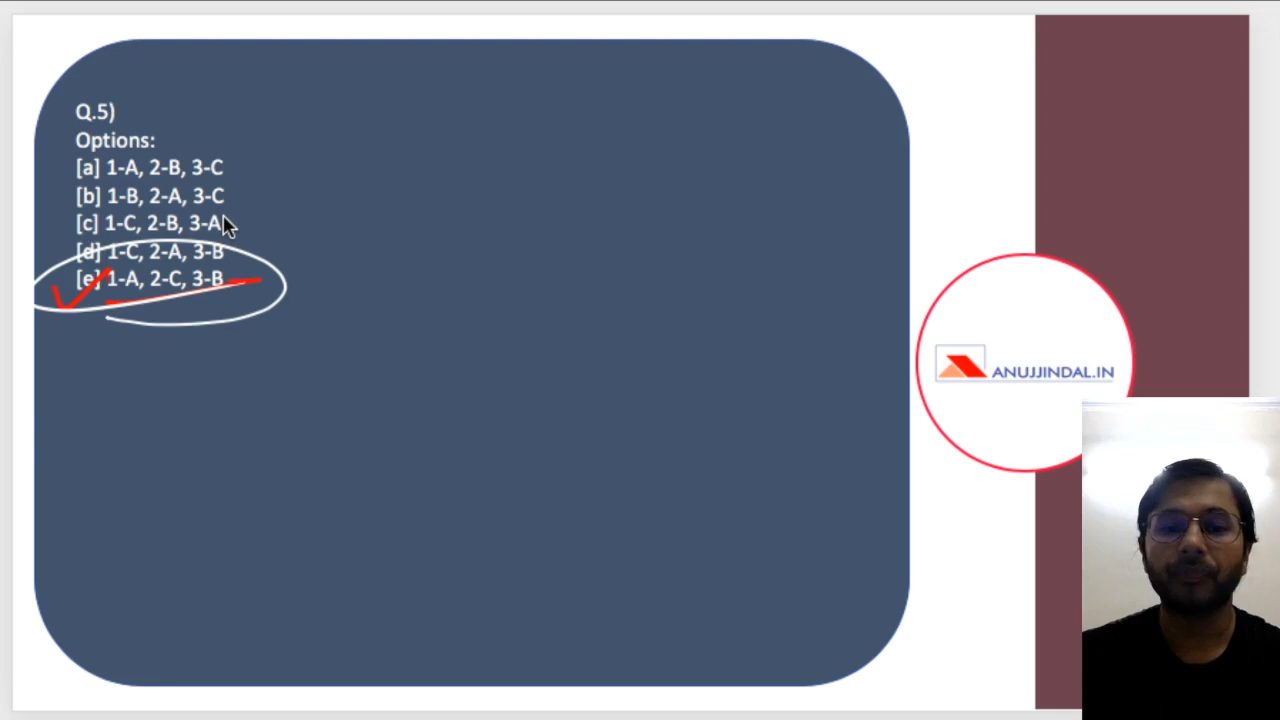 Q.5)
Options:
[a] 1-A, 2-B, 3-C
[b] 1-B, 2-A, 3-C
[c] 1-C, 2-B, 3-A
[d] 1-C, 2-A, 3-B
[e] 1-A, 2-C, 3-B
ANUJJINDAL.IN